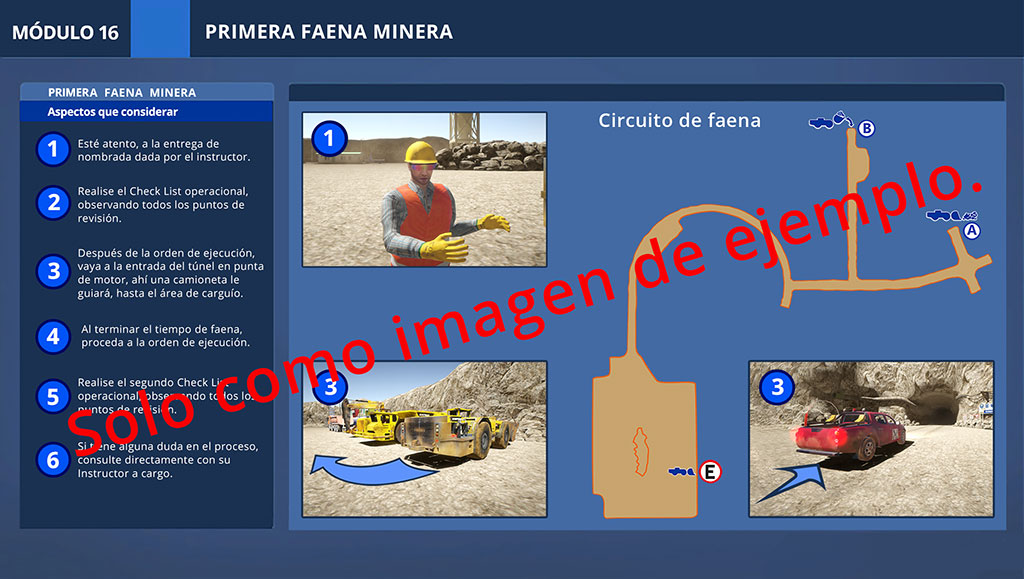 MÓDULO 16
PRIMERA FAENA MINERA
PRIMERA FAENA MINERA
Aspectos que considerar
1
Esté atento, a la entrega de
nombrada dada por el instructor.
2
Realise el Check List operacional,
observando todos los puntos de
revisión.
3
Después de la orden de ejecución,
vaya a la entrada del túnel en punta
de motor, ahí una camioneta le
guiará, hasta el área de carguío.
4
Al terminar el tiempo de faena,
proceda a la orden de ejecución.
5
Realise el segundo Check List
operacional, observando todos los
puntos de revisión.
6
Si tiene alguna duda en el proceso,
consulte directamente con su
Instructor a cargo.
1
Circuito de faena
B
A
3
E
3
Solo como imagen de ejemplo.